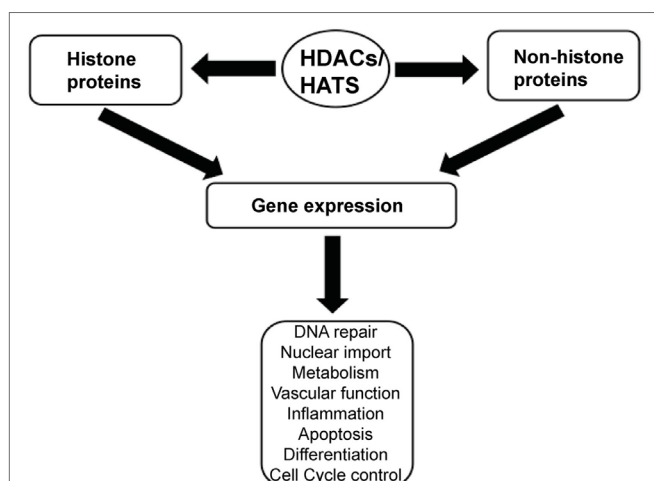 Histone
proteins
HDACs/
HATS
Non-histone
proteins
Gene expression
DNA repair
Nuclear import
Metabolism
Vascular function
Inflammation
Apoptosis
Differentiation
Cell Cycle control